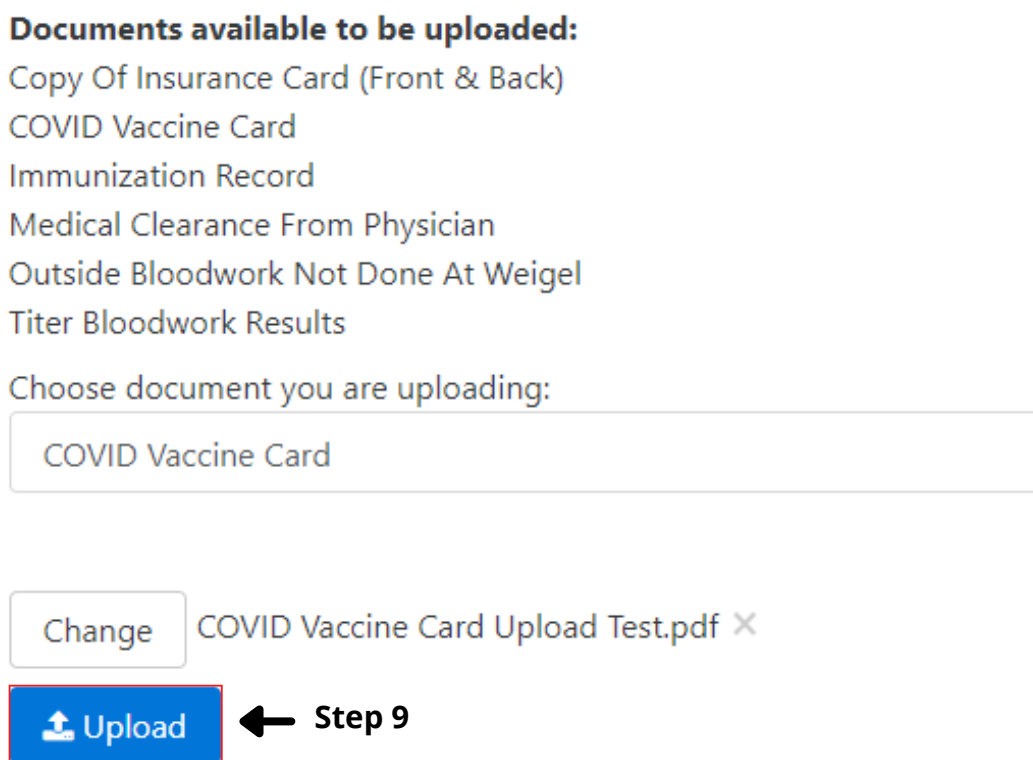 Documents available to be uploaded:
Copy Of Insurance Card (Front & Back)
COVID Vaccine Card
Immunization Record
Medical Clearance From Physician
Outside Bloodwork Not Done At Weigel
Titer Bloodwork Results
Choose document you are uploading:
COVID Vaccine Card
Change COVID Vaccine Card Upload Test.pdf ×
Upload Step 9